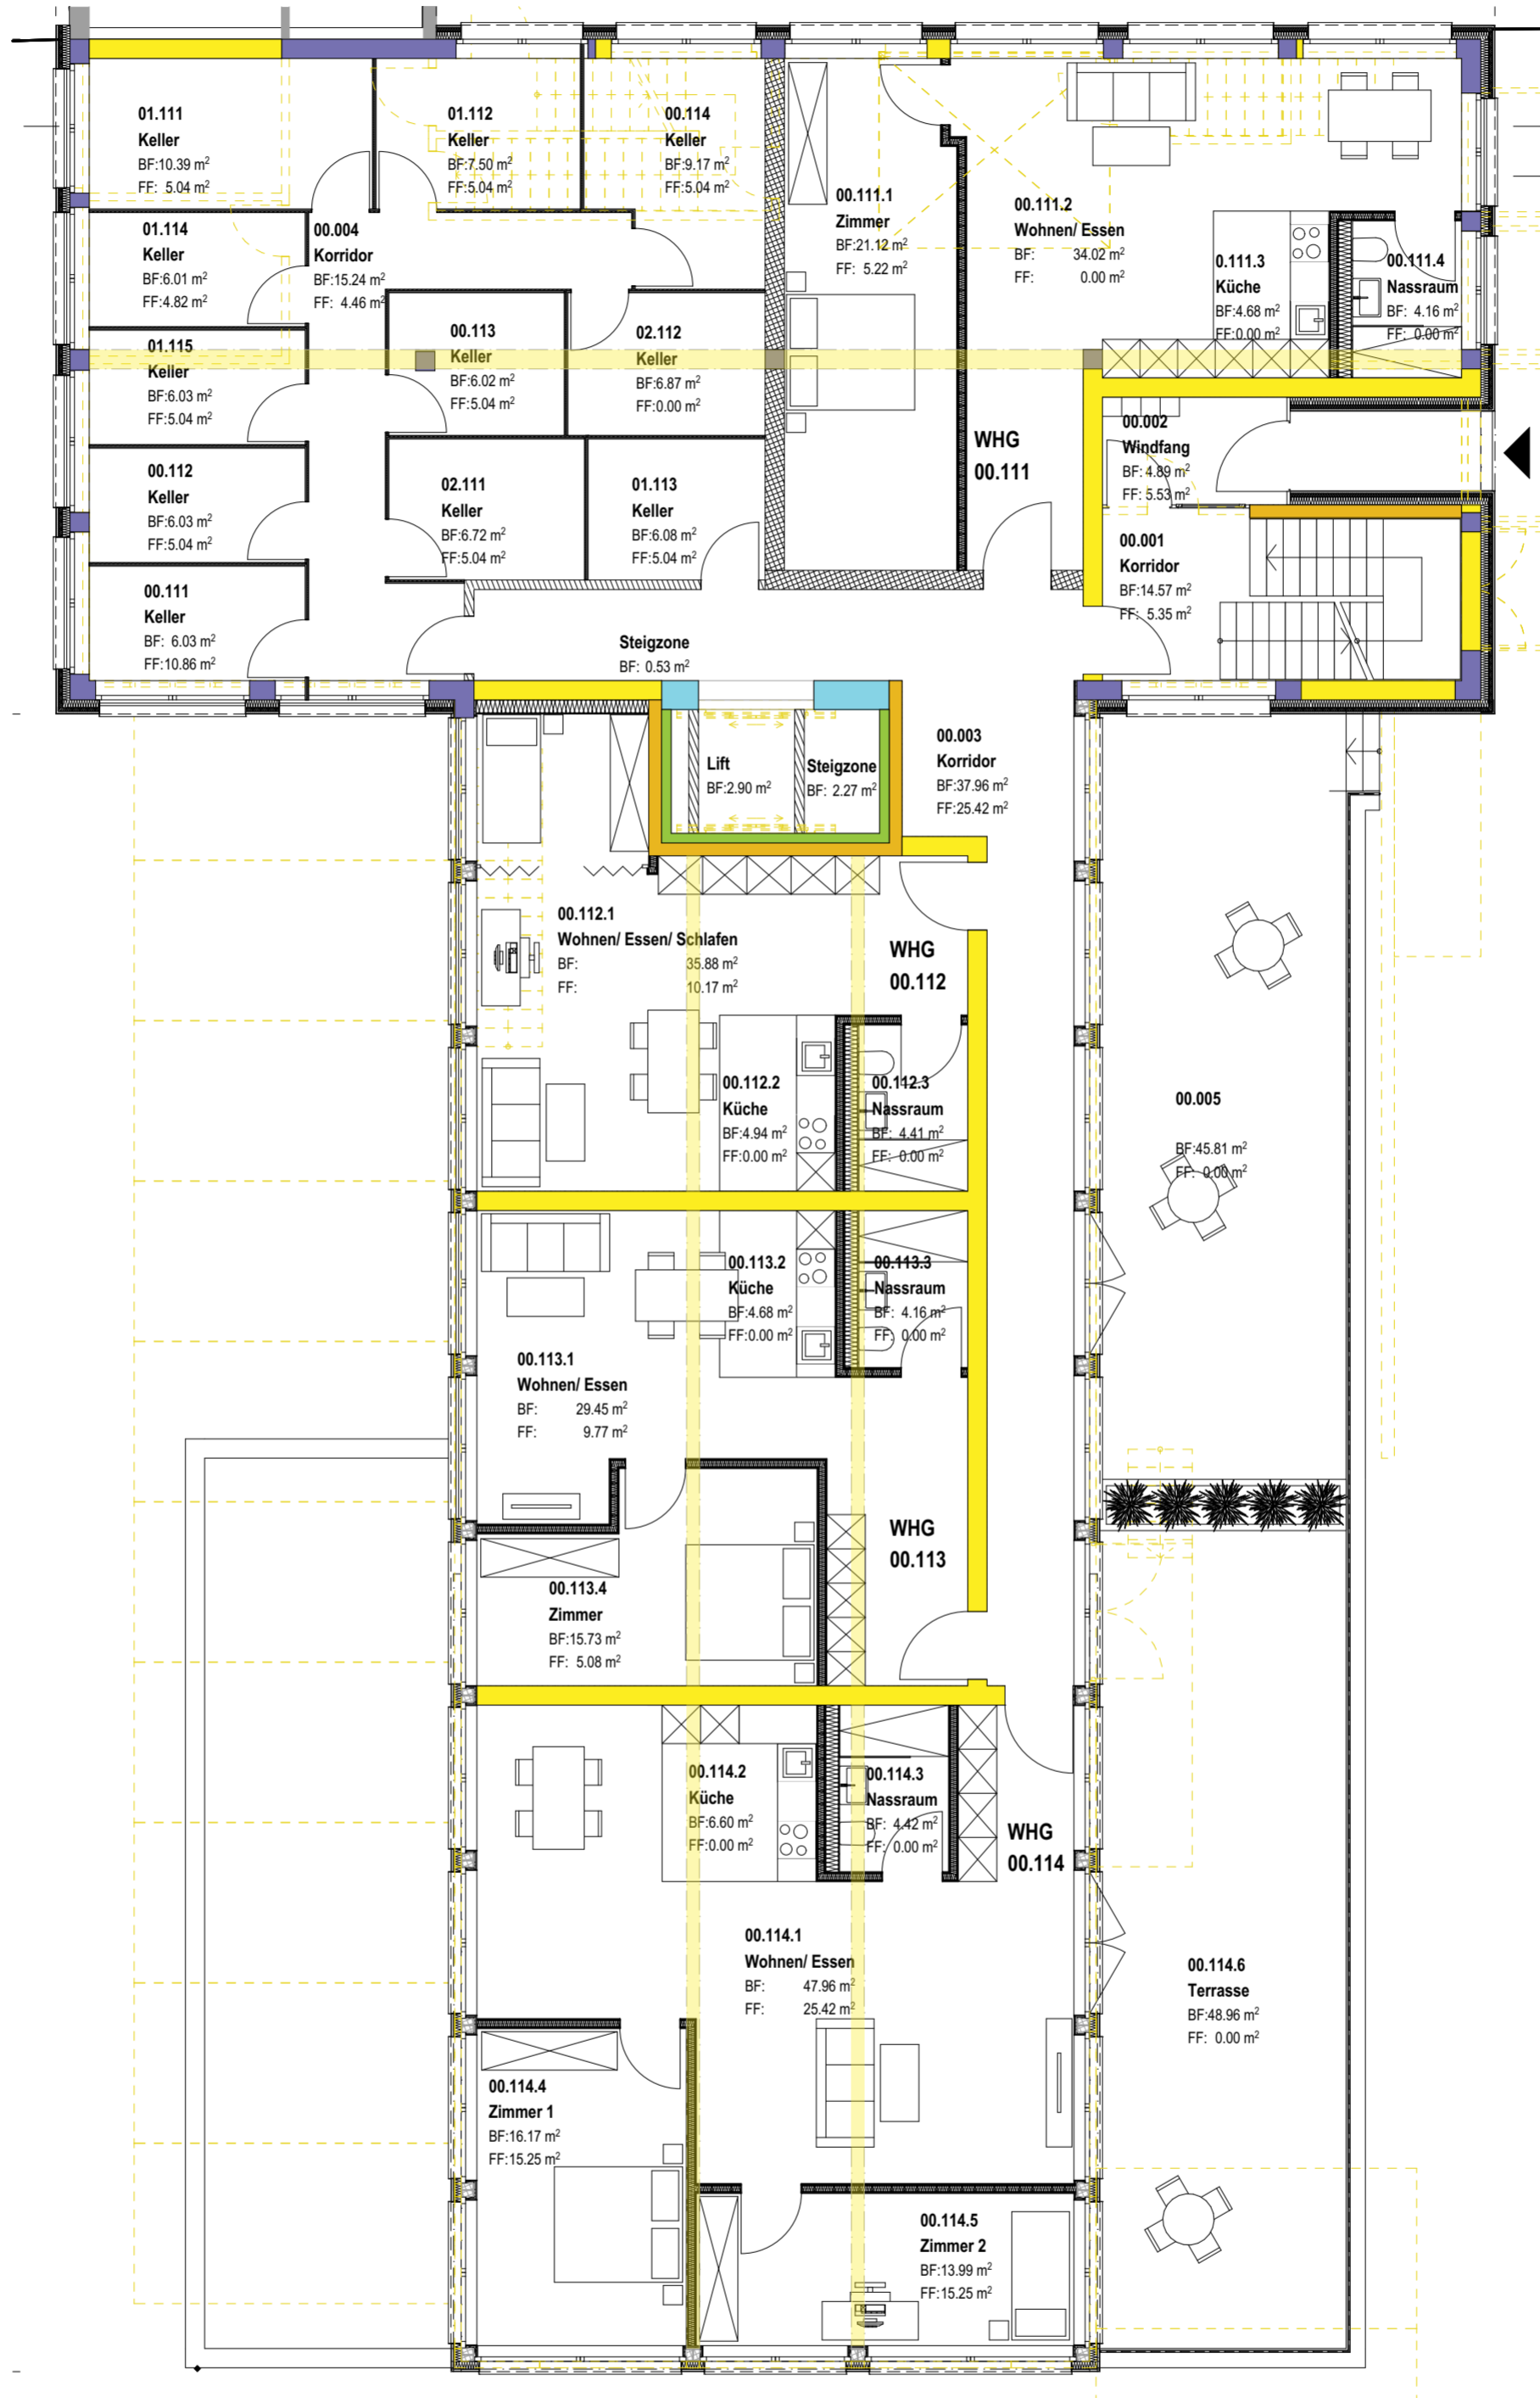 01.111
Keller
BF:10.39 m²
FF: 5.04 m²
01.112
Keller
BF:7.50 m²
FF:5.04 m²
00.114
Keller
BF:9.17 m²
FF:5.04 m²
00.111.1
Zimmer
BF:21.12 m²
FF: 5.22 m²
00.111.2
Wohnen/ Essen
BF: 34.02 m²
FF: 0.00 m²
0.111.3
Küche
BF:4.68 m²
FF:0.00 m²
00.111.4
Nassraum
BF: 4.16 m²
FF: 0.00 m²
01.114
Keller
BF:6.01 m²
FF:4.82 m²
00.004
Korridor
BF:15.24 m²
FF: 4.46 m²
01.115
Keller
BF:6.03 m²
FF:5.04 m²
00.113
Keller
BF:6.02 m²
FF:5.04 m²
02.112
Keller
BF:6.87 m²
FF:0.00 m²
WHG
00.111
00.002
Windfang
BF: 4.89 m²
FF: 5.53 m²
00.112
Keller
BF:6.03 m²
FF:5.04 m²
02.111
Keller
BF:6.72 m²
FF:5.04 m²
01.113
Keller
BF:6.08 m²
FF:5.04 m²
00.001
Korridor
BF:14.57 m²
FF: 5.35 m²
00.111
Keller
BF: 6.03 m²
FF:10.86 m²
Steigzone
BF: 0.53 m²
Lift
BF:2.90 m²
Steigzone
BF: 2.27 m²
00.003
Korridor
BF:37.96 m²
FF:25.42 m²
00.112.1
Wohnen/ Essen/ Schlafen
BF: 35.88 m²
FF: 10.17 m²
WHG
00.112
00.112.2
Küche
BF:4.94 m²
FF:0.00 m²
00.112.3
Nassraum
BF: 4.41 m²
FF: 0.00 m²
00.005
BF:45.81 m²
FF: 0.00 m²
00.113.2
Küche
BF:4.68 m²
FF:0.00 m²
00.113.3
Nassraum
BF: 4.16 m²
FF: 0.00 m²
00.113.1
Wohnen/ Essen
BF: 29.45 m²
FF: 9.77 m²
WHG
00.113
00.113.4
Zimmer
BF:15.73 m²
FF: 5.08 m²
00.114.2
Küche
BF:6.60 m²
FF:0.00 m²
00.114.3
Nassraum
BF: 4.42 m²
FF: 0.00 m²
WHG
00.114
00.114.1
Wohnen/ Essen
BF: 47.96 m²
FF: 25.42 m²
00.114.6
Terrasse
BF:48.96 m²
FF: 0.00 m²
00.114.4
Zimmer 1
BF:16.17 m²
FF:15.25 m²
00.114.5
Zimmer 2
BF:13.99 m²
FF:15.25 m²